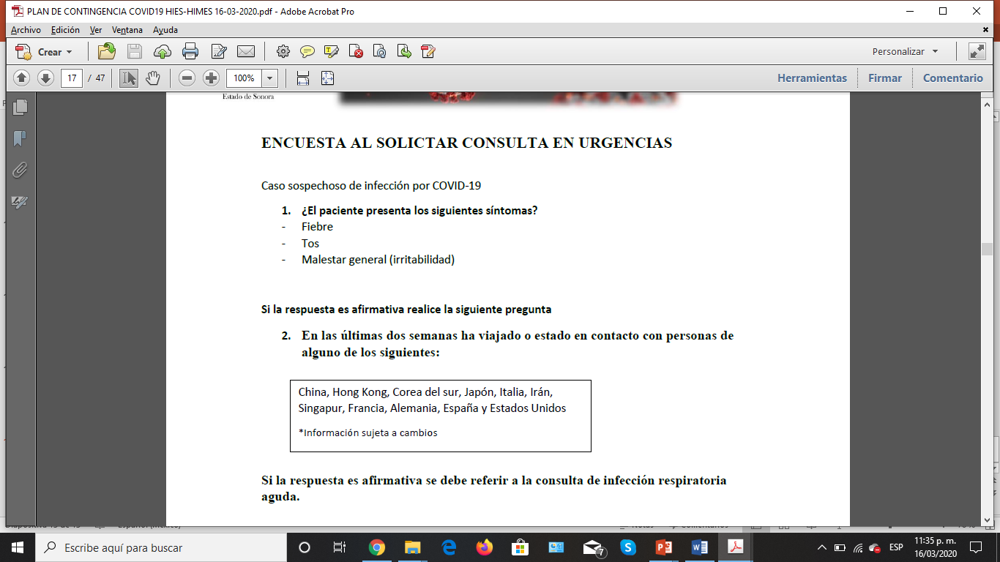 PLAN DE CONTINGENCIA COVID19 HIES-HIMES 16-03-2020.pdf - Adobe Acrobat Pro
Archivo Edición Ver Ventana Ayuda
Crear Personalizar
17 / 47 100% Herramientas Firmar Comentario
Estado de Sonora
ENCUESTA AL SOLICTAR CONSULTA EN URGENCIAS
Caso sospechoso de infección por COVID-19
1. ¿El paciente presenta los siguientes síntomas?
- Fiebre
- Tos
- Malestar general (irritabilidad)
Si la respuesta es afirmativa realice la siguiente pregunta
2. En las últimas dos semanas ha viajado o estado en contacto con personas de
alguno de los siguientes:
China, Hong Kong, Corea del sur, Japón, Italia, Irán,
Singapur, Francia, Alemania, España y Estados Unidos
*Información sujeta a cambios
Si la respuesta es afirmativa se debe referir a la consulta de infección respiratoria
aguda.
Escribe aquí para buscar
7
ESP
11:35 p. m.
16/03/2020